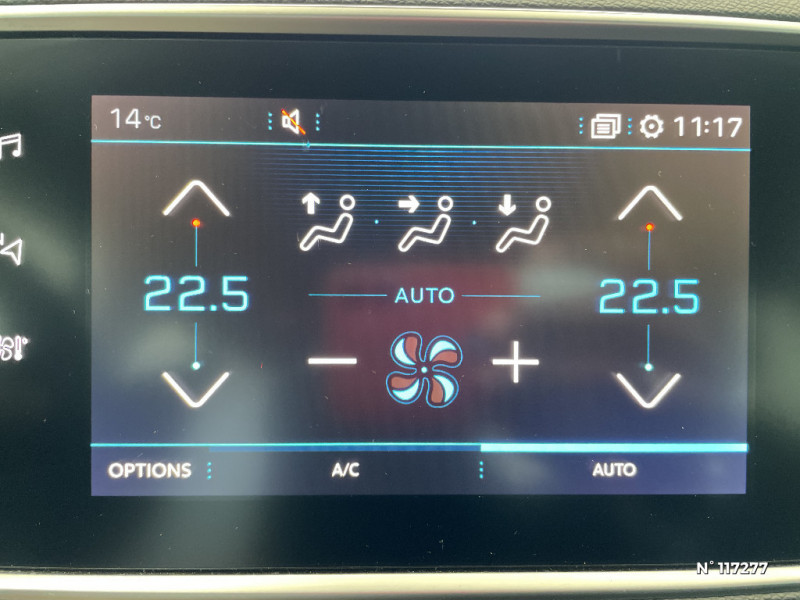 14°C 11:17
22.5 AUTO 22.5
OPTIONS A/C AUTO
N° 117277